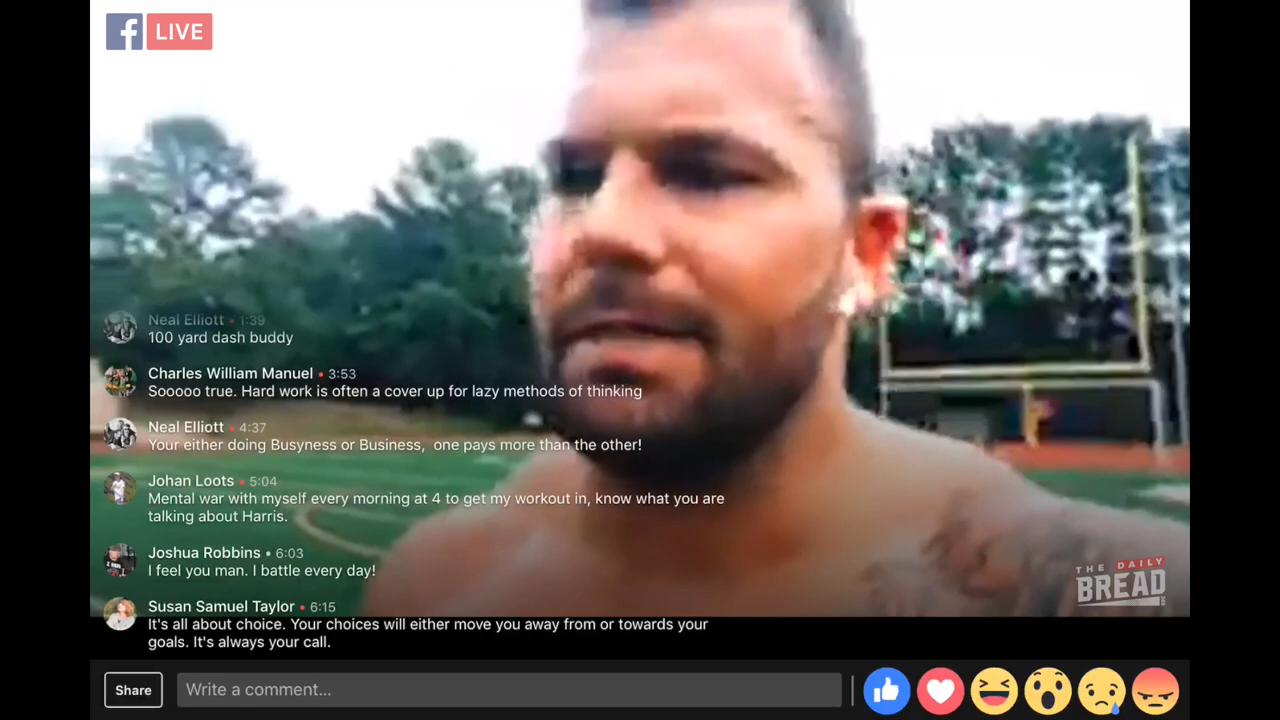 f LIVE
Neal Elliott • 1:39
100 yard dash buddy
Charles William Manuel • 3:53
Sooooo true. Hard work is often a cover up for lazy methods of thinking
Neal Elliott • 4:37
Your either doing Busyness or Business, one pays more than the other!
Johan Loots • 5:04
Mental war with myself every morning at 4 to get my workout in, know what you are
talking about Harris.
Joshua Robbins • 6:03
I feel you man. I battle every day!
THE DAILY
BREAD
Susan Samuel Taylor • 6:15
It's all about choice. Your choices will either move you away from or towards your
goals. It's always your call.
Share
Write a comment...